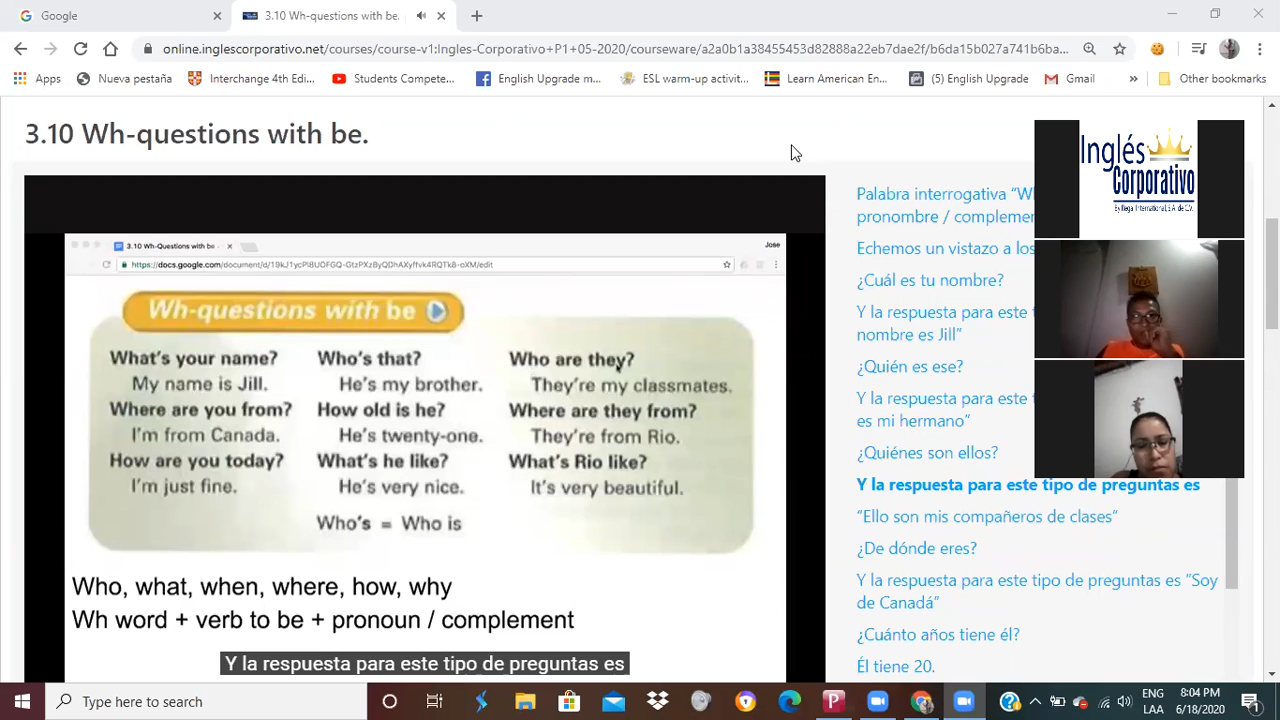 Google
3.10 Wh-questions with be.
online.inglescorporativo.net/courses/course-v1:Ingles-Corporativo+P1+05-2020/courseware/a2a0b1a38455453d82888a22eb7dae2f/b6da15b027a741b6ba...
Apps
Nueva pestaña
Interchange 4th Edi...
Students Compete...
English Upgrade m...
ESL warm-up activit...
Learn American En...
(5) English Upgrade
Gmail
Other bookmarks
3.10 Wh-questions with be.
Inglés
Corporativo
3.10 Wh-Questions with be -
Jose
Wh-questions with be
What's your name?
My name is Jill.
Where are you from?
I'm from Canada.
How are you today?
I'm just fine.
Who's that?
He's my brother.
How old is he?
He's twenty-one.
What's he like?
He's very nice.
Who's = Who is
Who are they?
They're my classmates.
Where are they from?
They're from Rio.
What's Rio like?
It's very beautiful.
Who, what, when, where, how, why
Wh word + verb to be + pronoun / complement
Y la respuesta para este tipo de preguntas es
Palabra interrogativa
pronombre /
Echemos un vistazo a los
¿Cuál es tu nombre?
Y la respuesta para este
nombre es Jill”
¿Quién es ese?
Y la respuesta para este
es mi hermano”
¿Quiénes son ellos?
Y la respuesta para este tipo de preguntas es
“Ello son mis compañeros de clases“
¿De dónde eres?
Y la respuesta para este tipo de preguntas es “Soy
de Canadá”
¿Cuánto años tiene él?
Él tiene 20.
Type here to search
ENG
LAA
8:04 PM
6/18/2020